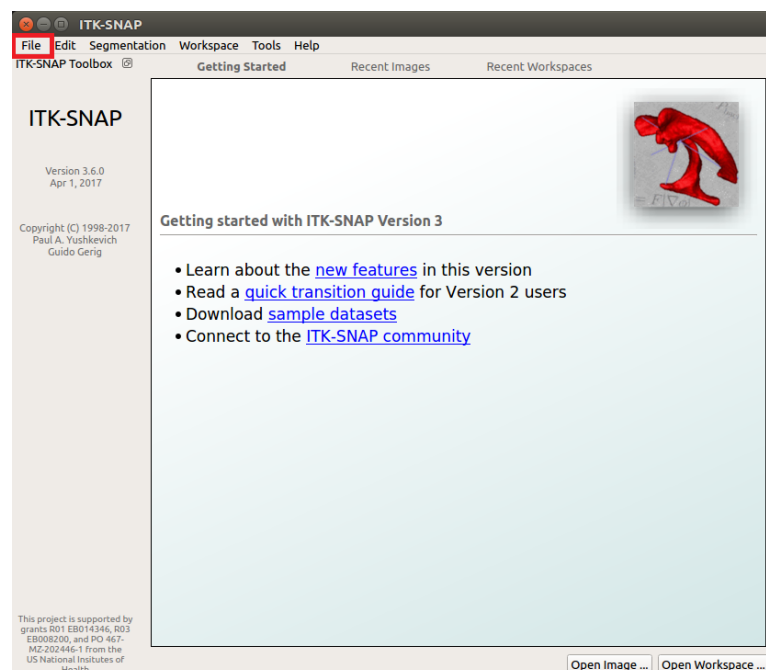 ITK-SNAP
File Edit Segmentation Workspace Tools Help
ITK-SNAP Toolbox
Getting Started Recent Images Recent Workspaces
ITK-SNAP
Version 3.6.0
Apr 1, 2017
Copyright (C) 1998-2017
Paul A. Yushkevich
Guido Gerig
Getting started with ITK-SNAP Version 3
• Learn about the new features in this version
• Read a quick transition guide for Version 2 users
• Download sample datasets
• Connect to the ITK-SNAP community
This project is supported by
grants R01 EB014346, R03
EB008200, and PO 467-
MZ-202446-1 from the
US National Insitutes of
Health
Open Image ... Open Workspace ...